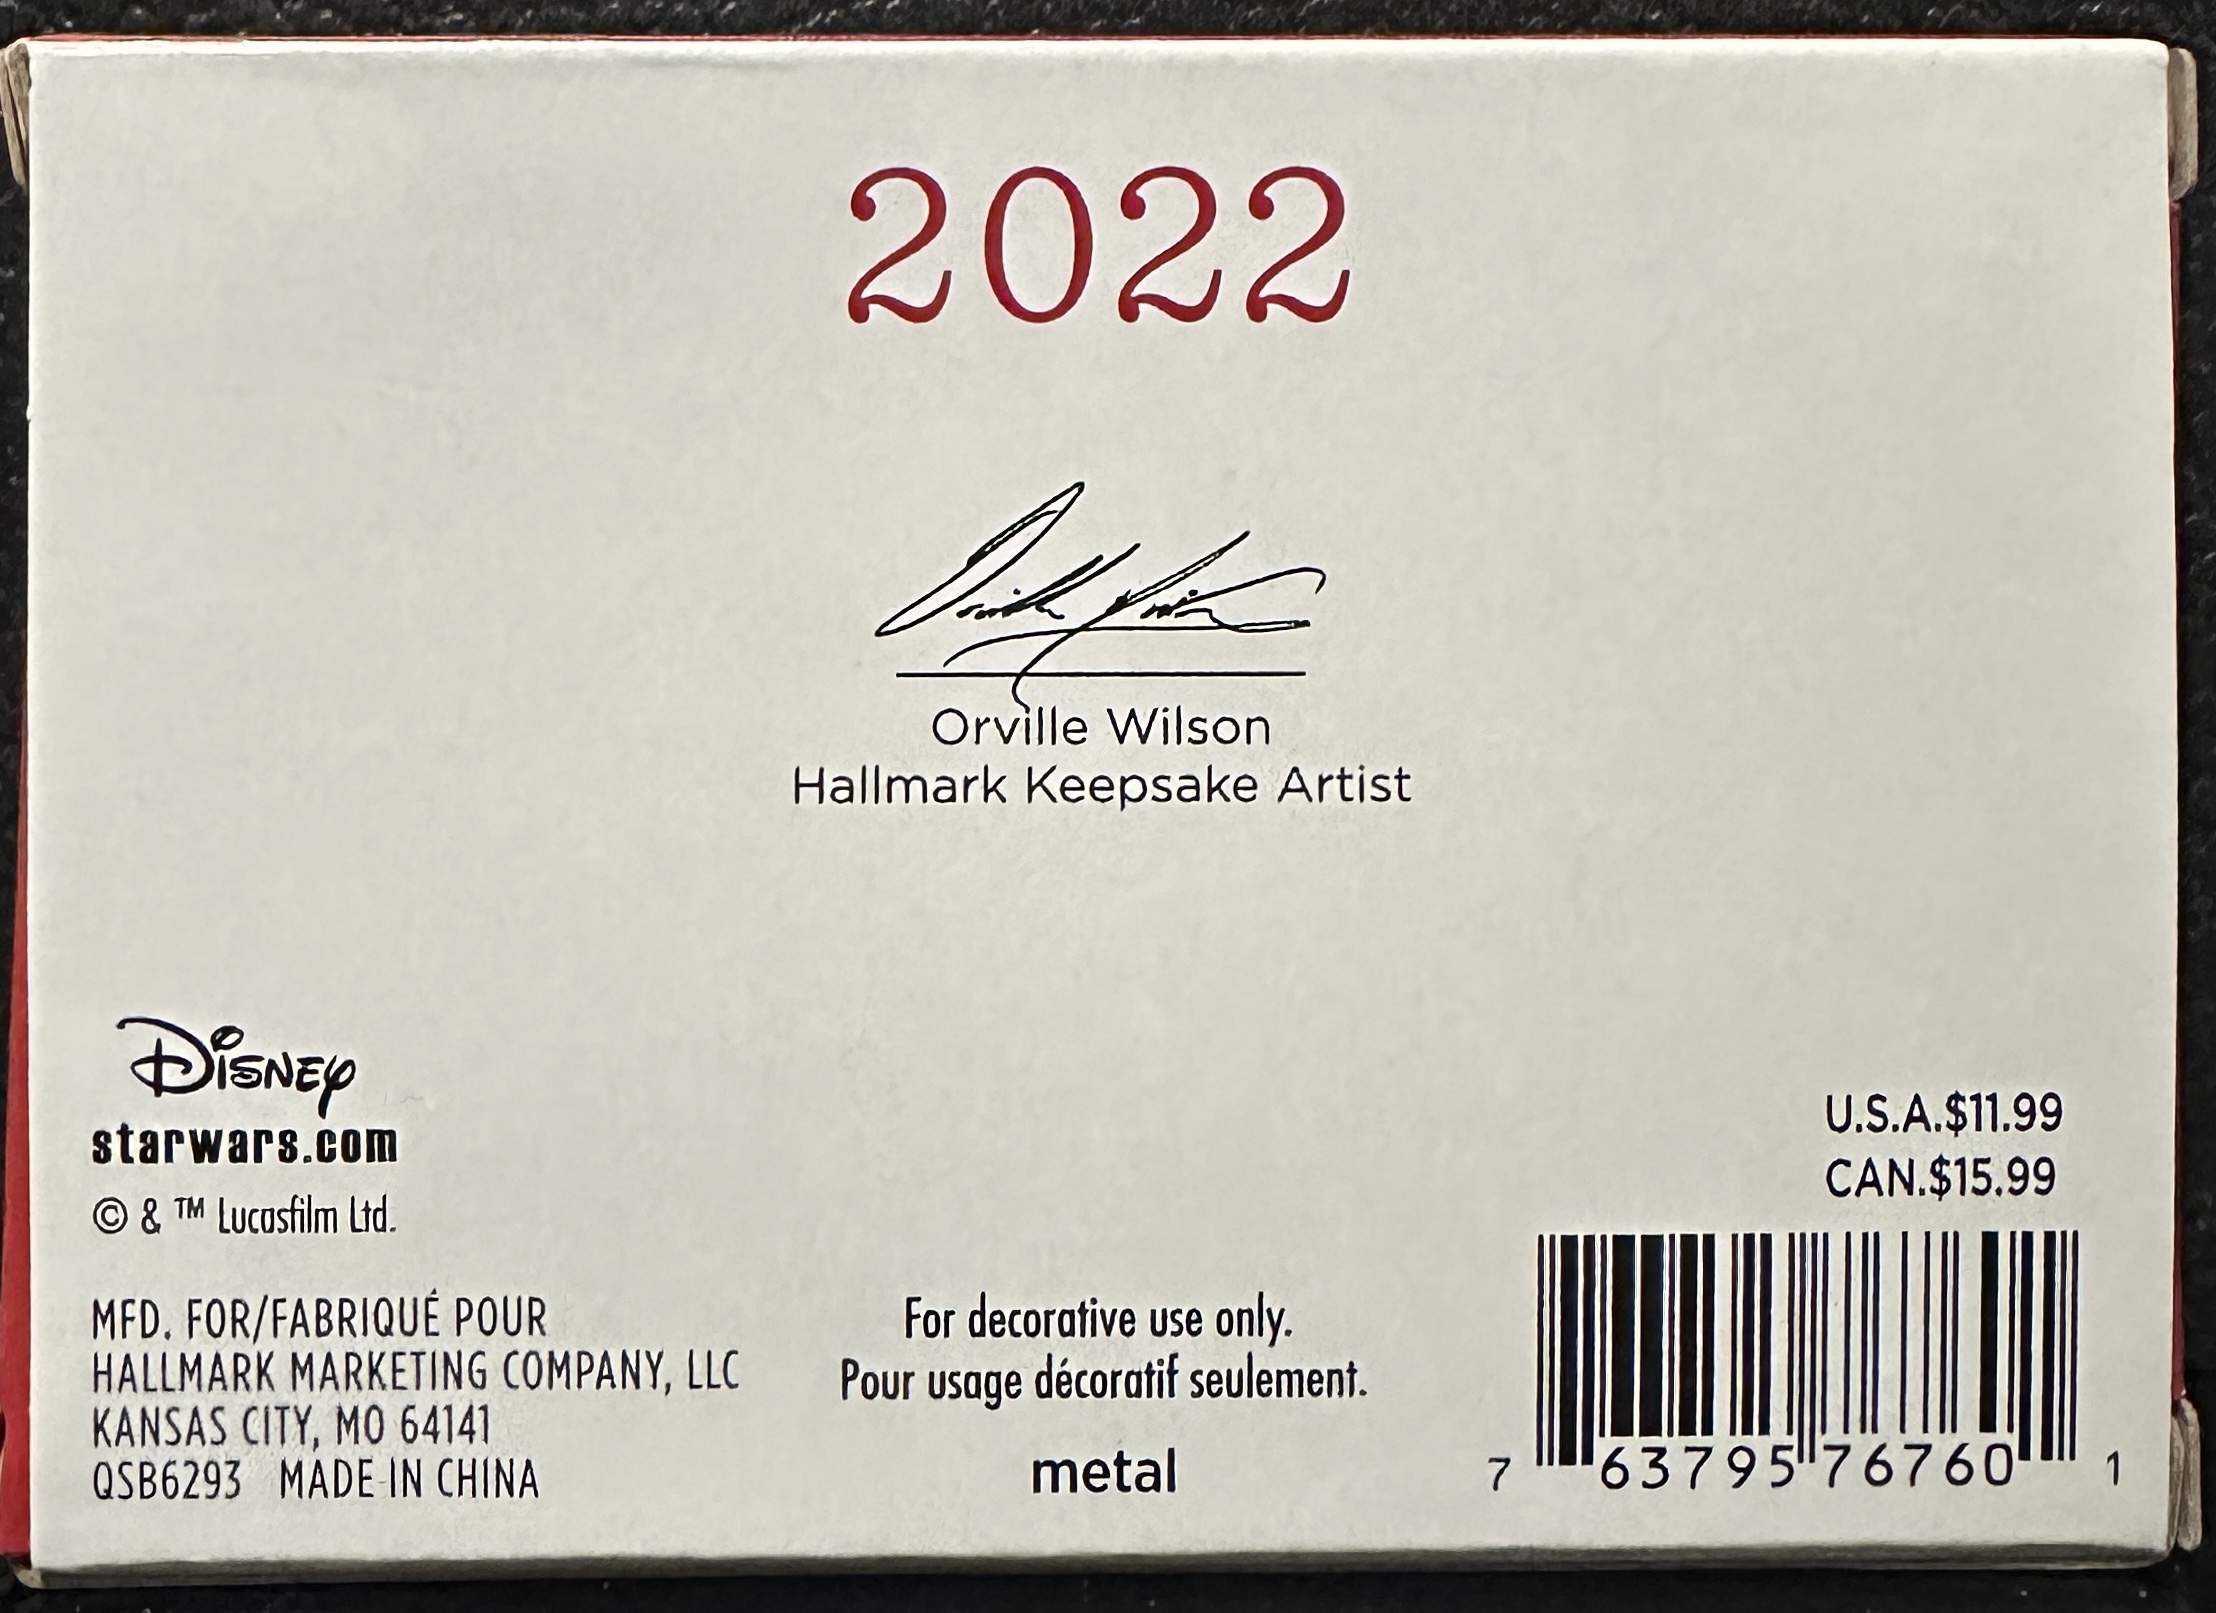 2022
Orville Wilson
Orville Wilson
Hallmark Keepsake Artist
Disney
starwars.com
© & ™ Lucasfilm Ltd.
MFD. FOR/FABRIQUÉ POUR
HALLMARK MARKETING COMPANY, LLC
KANSAS CITY, MO 64141
QSB6293 MADE IN CHINA
For decorative use only.
Pour usage décoratif seulement.
metal
U.S.A.$11.99
CAN.$15.99
7 63795 76760 1